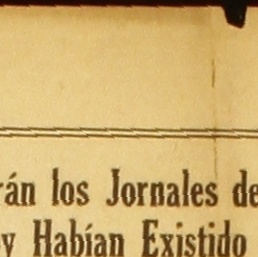 rán los Jornales de
y Habían Existido